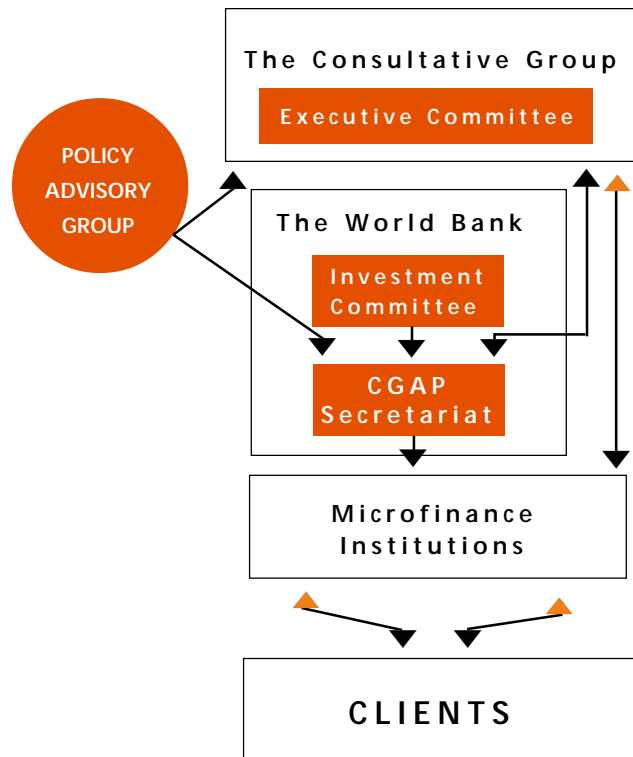 The Consultative Group
Executive Committee
POLICY
ADVISORY
GROUP
The World Bank
Investment
Committee
CGAP
Secretariat
Microfinance
Institutions
CLIENTS